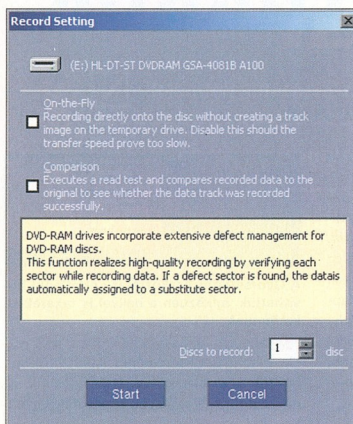 Record Setting
(E:) HL-DT-ST DVDRAM GSA-4081B A100
On-the-Fly
Recording directly onto the disc without creating a track
image on the temporary drive. Disable this should the
transfer speed prove too slow.
Comparison
Executes a read test and compares recorded data to the
original to see whether the data track was recorded
successfully.
DVD-RAM drives incorporate extensive defect management for
DVD-RAM discs.
This function realizes high-quality recording by verifying each
sector while recording data. If a defect sector is found, the datais
automatically assigned to a substitute sector.
Discs to record: 1 disc
Start Cancel